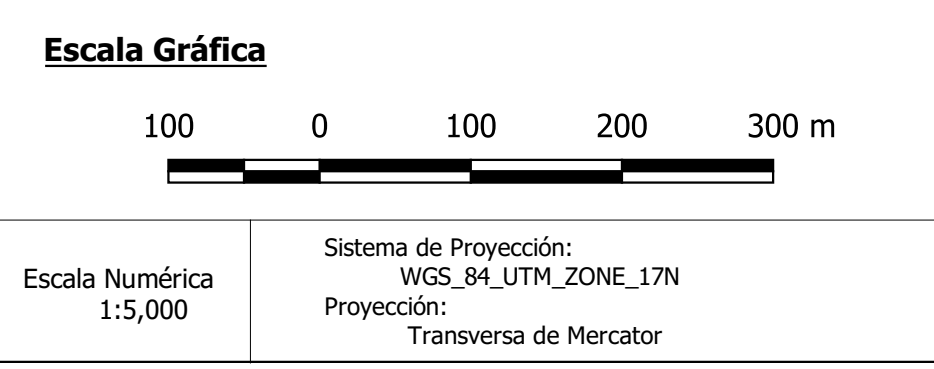 Escala Gráfica
100 0 100 200 300 m
Escala Numérica
1:5,000
Sistema de Proyección:
WGS_84_UTM_ZONE_17N
Proyección:
Transversa de Mercator